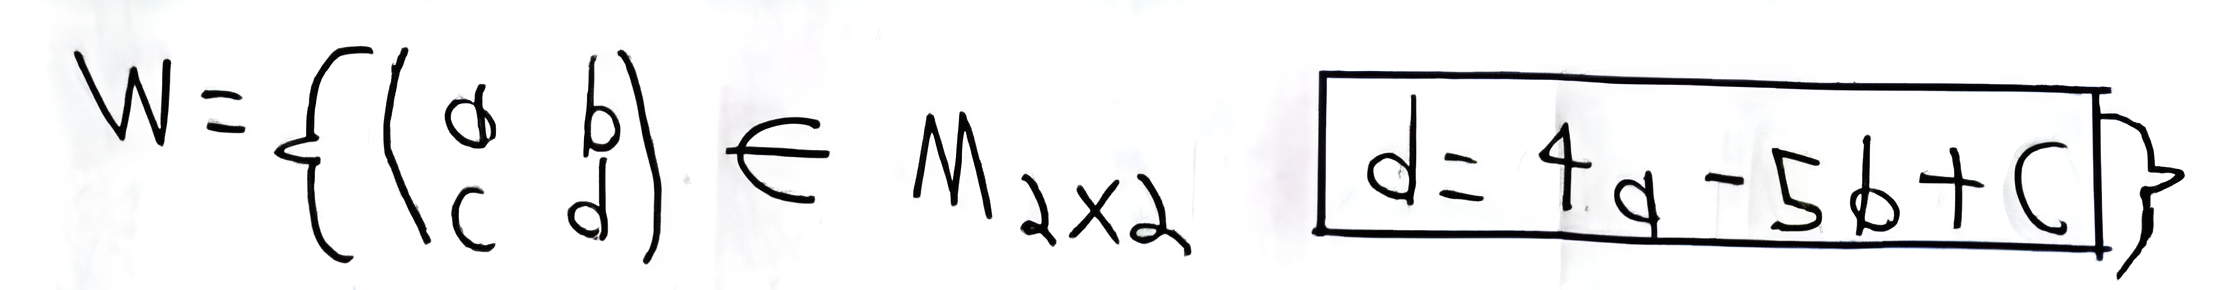 W = { ( a b ) ∈ M₂ₓ₂ d = 4a - 5b + c }
( c d )